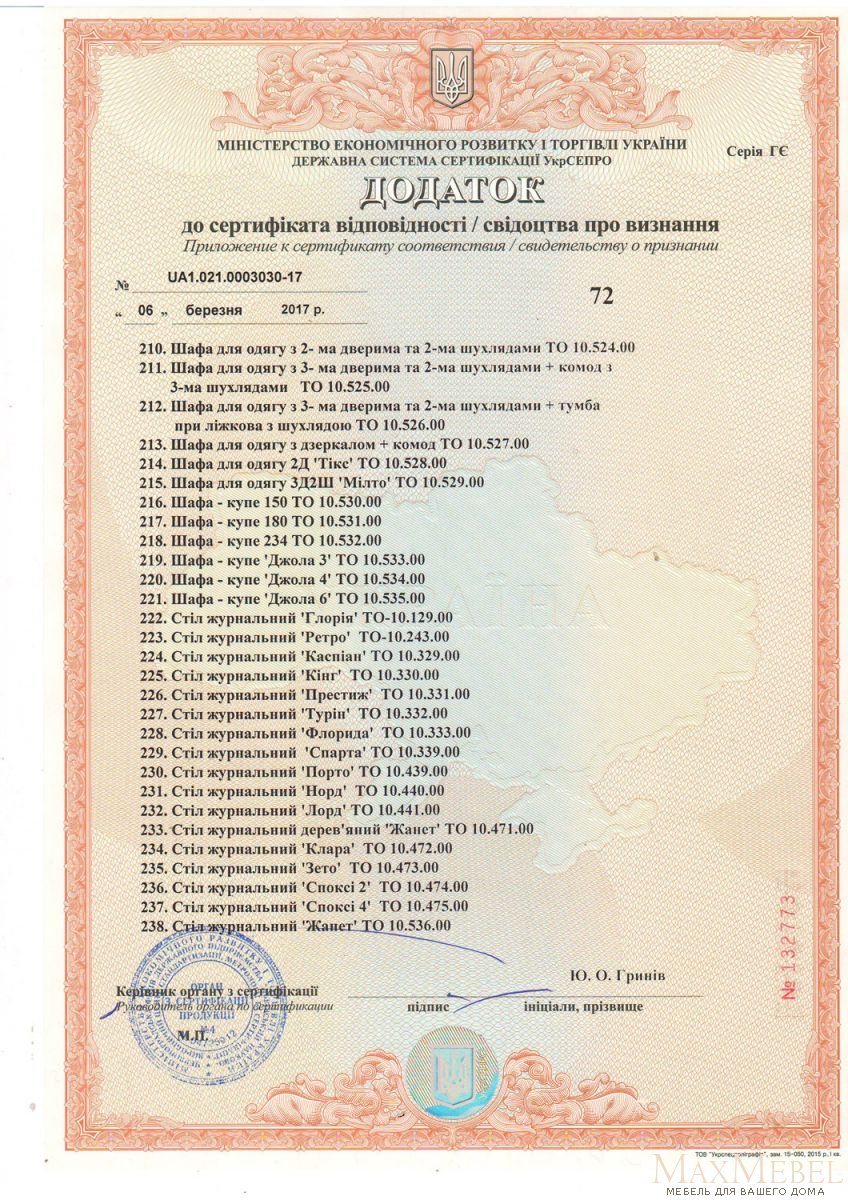 МІНІСТЕРСТВО ЕКОНОМІЧНОГО РОЗВИТКУ І ТОРГІВЛІ УКРАЇНИ
ДЕРЖАВНА СИСТЕМА СЕРТИФІКАЦІЇ УкрСЕПРО
Серія ГЄ
ДОДАТОК
до сертифіката відповідності / свідоцтва про визнання
Приложение к сертификату соответствия / свидетельству о признании
№ UA1.021.0003030-17
„ 06 „ березня 2017 р.
72
210. Шафа для одягу з 2- ма дверима та 2-ма шухлядами ТО 10.524.00
211. Шафа для одягу з 3- ма дверима та 2-ма шухлядами + комод з
3-ма шухлядами ТО 10.525.00
212. Шафа для одягу з 3- ма дверима та 2-ма шухлядами + тумба
при ліжкова з шухлядою ТО 10.526.00
213. Шафа для одягу з дзеркалом + комод ТО 10.527.00
214. Шафа для одягу 2Д 'Тікс' ТО 10.528.00
215. Шафа для одягу 3Д2Ш 'Мілто' ТО 10.529.00
216. Шафа - купе 150 ТО 10.530.00
217. Шафа - купе 180 ТО 10.531.00
218. Шафа - купе 234 ТО 10.532.00
219. Шафа - купе 'Джола 3' ТО 10.533.00
220. Шафа - купе 'Джола 4' ТО 10.534.00
221. Шафа - купе 'Джола 6' ТО 10.535.00
222. Стіл журнальний 'Глорія' ТО-10.129.00
223. Стіл журнальний 'Ретро' ТО-10.243.00
224. Стіл журнальний 'Каспіан' ТО 10.329.00
225. Стіл журнальний 'Кінг' ТО 10.330.00
226. Стіл журнальний 'Престиж' ТО 10.331.00
227. Стіл журнальний 'Турін' ТО 10.332.00
228. Стіл журнальний 'Флорида' ТО 10.333.00
229. Стіл журнальний 'Спарта' ТО 10.339.00
230. Стіл журнальний 'Порто' ТО 10.439.00
231. Стіл журнальний 'Норд' ТО 10.440.00
232. Стіл журнальний 'Лорд' ТО 10.441.00
233. Стіл журнальний дерев'яний 'Жанет' ТО 10.471.00
234. Стіл журнальний 'Клара' ТО 10.472.00
235. Стіл журнальний 'Зето' ТО 10.473.00
236. Стіл журнальний 'Споксі 2' ТО 10.474.00
237. Стіл журнальний 'Споксі 4' ТО 10.475.00
238. Стіл журнальний 'Жанет' ТО 10.536.00
№ 132773
Ю. О. Гринів
Керівник органу з сертифікації
Руководитель органа по сертификации
підпис
ініціали, прізвище
ОРГАН
З СЕРТИФІКАЦІЇ
ПРОДУКЦІЇ
№4
М.П.
ТОВ "Укрспецполіграфія", зам. 15-050, 2015 р., І кв.
MAXMEBEL
МЕБЕЛЬ ДЛЯ ВАШЕГО ДОМА